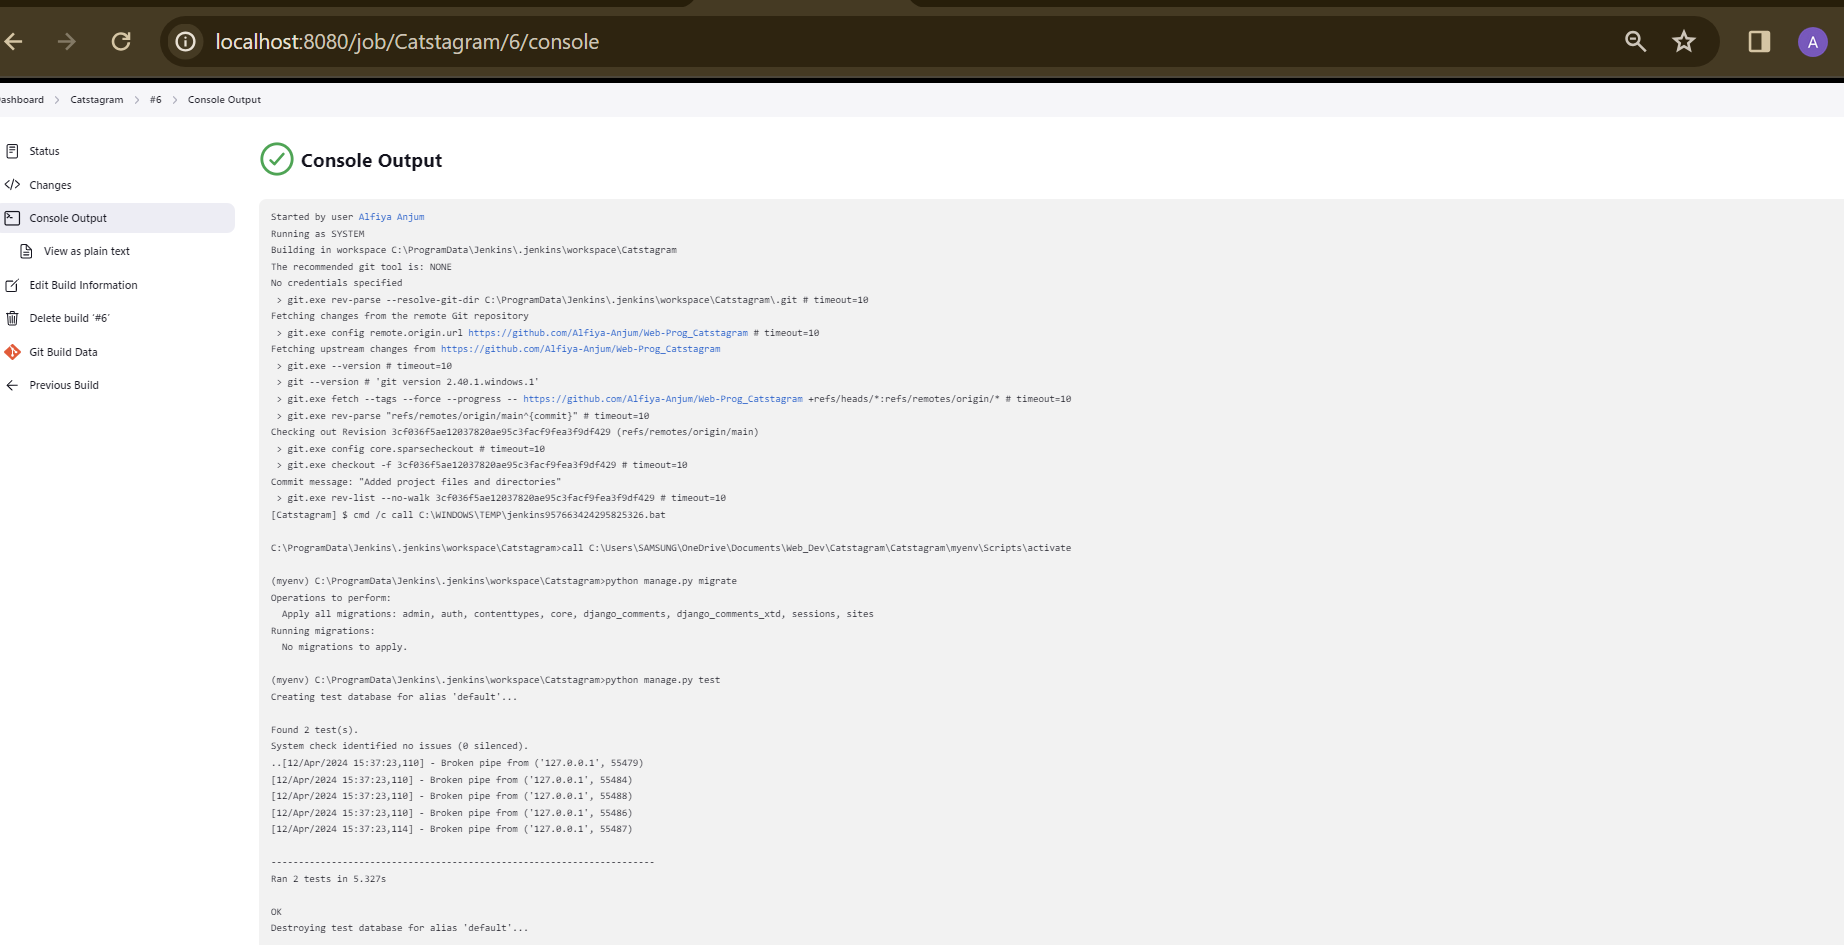 localhost:8080/job/Catstagram/6/console
A
ashboard > Catstagram > #6 > Console Output
Status
Changes
Console Output
View as plain text
Edit Build Information
Delete build '#6'
Git Build Data
Previous Build
Console Output
Started by user Alfiya Anjum
Running as SYSTEM
Building in workspace C:\ProgramData\Jenkins\.jenkins\workspace\Catstagram
The recommended git tool is: NONE
No credentials specified
> git.exe rev-parse --resolve-git-dir C:\ProgramData\Jenkins\.jenkins\workspace\Catstagram\.git # timeout=10
Fetching changes from the remote Git repository
> git.exe config remote.origin.url https://github.com/Alfiya-Anjum/Web-Prog_Catstagram # timeout=10
Fetching upstream changes from https://github.com/Alfiya-Anjum/Web-Prog_Catstagram
> git.exe --version # timeout=10
> git --version # 'git version 2.40.1.windows.1'
> git.exe fetch --tags --force --progress -- https://github.com/Alfiya-Anjum/Web-Prog_Catstagram +refs/heads/*:refs/remotes/origin/* # timeout=10
> git.exe rev-parse "refs/remotes/origin/main^{commit}" # timeout=10
Checking out Revision 3cf036f5ae12037820ae95c3facf9fea3f9df429 (refs/remotes/origin/main)
> git.exe config core.sparsecheckout # timeout=10
> git.exe checkout -f 3cf036f5ae12037820ae95c3facf9fea3f9df429 # timeout=10
Commit message: "Added project files and directories"
> git.exe rev-list --no-walk 3cf036f5ae12037820ae95c3facf9fea3f9df429 # timeout=10
[Catstagram] $ cmd /c call C:\WINDOWS\TEMP\jenkins957663424295825326.bat
C:\ProgramData\Jenkins\.jenkins\workspace\Catstagram>call C:\Users\SAMSUNG\OneDrive\Documents\Web_Dev\Catstagram\Catstagram\myenv\Scripts\activate
(myenv) C:\ProgramData\Jenkins\.jenkins\workspace\Catstagram>python manage.py migrate
Operations to perform:
Apply all migrations: admin, auth, contenttypes, core, django_comments, django_comments_xtd, sessions, sites
Running migrations:
No migrations to apply.
(myenv) C:\ProgramData\Jenkins\.jenkins\workspace\Catstagram>python manage.py test
Creating test database for alias 'default'...
Found 2 test(s).
System check identified no issues (0 silenced).
..[12/Apr/2024 15:37:23,110] - Broken pipe from ('127.0.0.1', 55479)
[12/Apr/2024 15:37:23,110] - Broken pipe from ('127.0.0.1', 55484)
[12/Apr/2024 15:37:23,110] - Broken pipe from ('127.0.0.1', 55488)
[12/Apr/2024 15:37:23,110] - Broken pipe from ('127.0.0.1', 55486)
[12/Apr/2024 15:37:23,114] - Broken pipe from ('127.0.0.1', 55487)
----------------------------------------------------------------------
Ran 2 tests in 5.327s
OK
Destroying test database for alias 'default'...